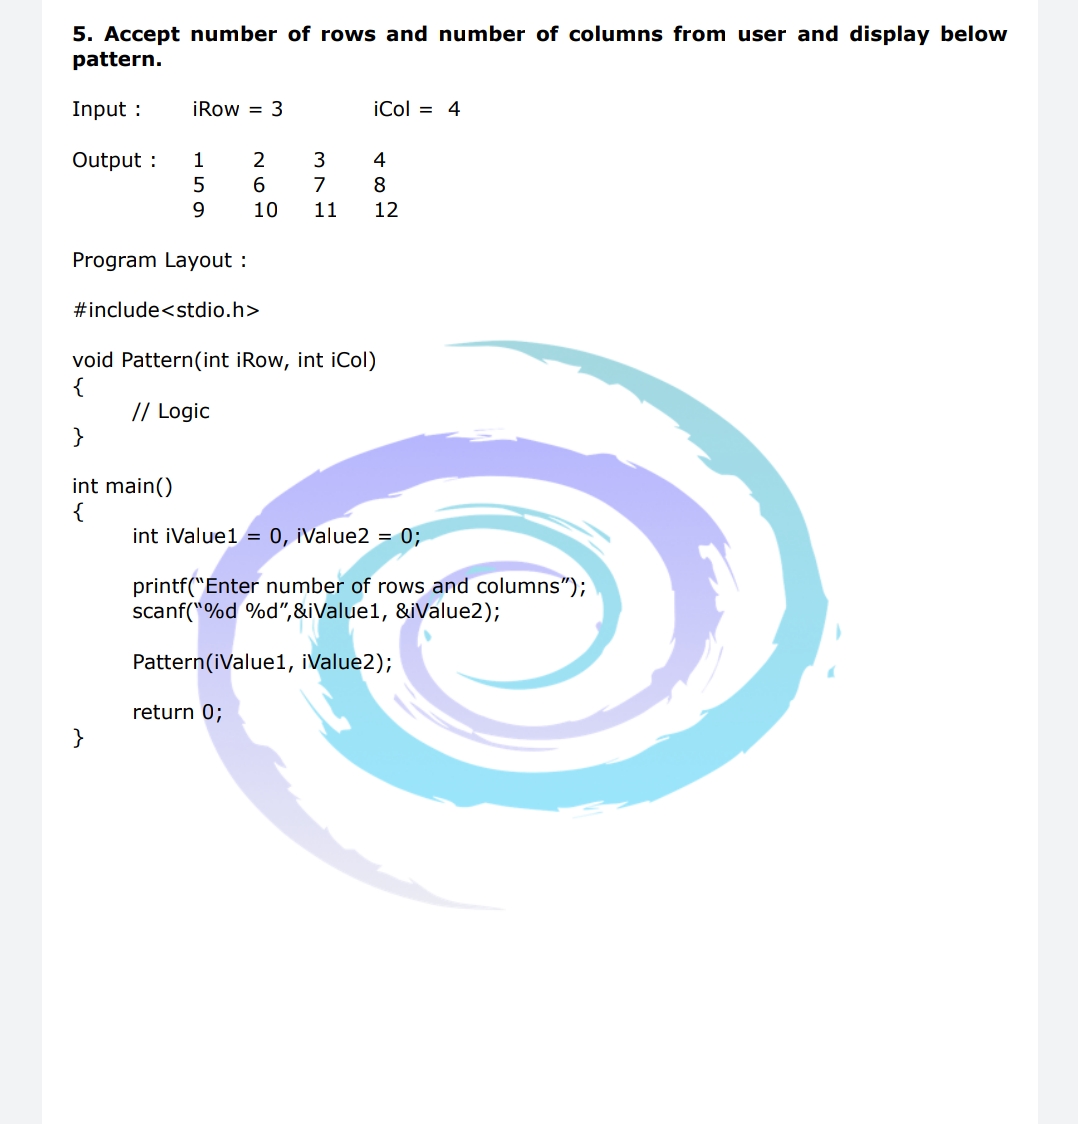 5. Accept number of rows and number of columns from user and display below
pattern.
Input : iRow = 3 iCol = 4
Output : 1 2 3 4
5 6 7 8
9 10 11 12
Program Layout :
#include<stdio.h>
void Pattern(int iRow, int iCol)
{
// Logic
}
int main()
{
int iValue1 = 0, iValue2 = 0;
printf(“Enter number of rows and columns”);
scanf(“%d %d”,&iValue1, &iValue2);
Pattern(iValue1, iValue2);
return 0;
}